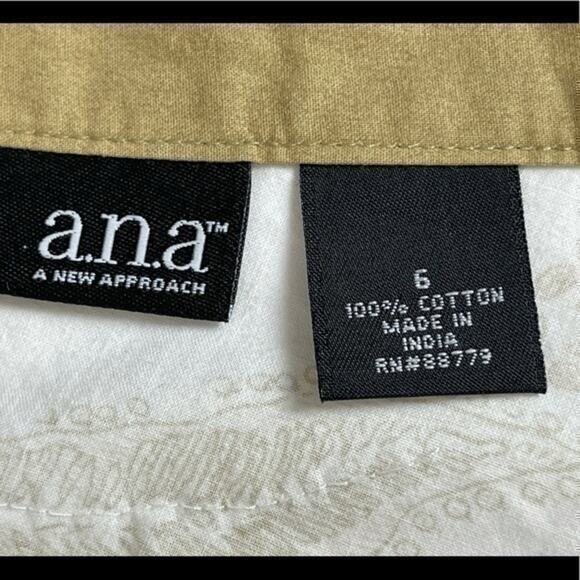 a.n.a™
A NEW APPROACH
6
100% COTTON
MADE IN
INDIA
RN#88779